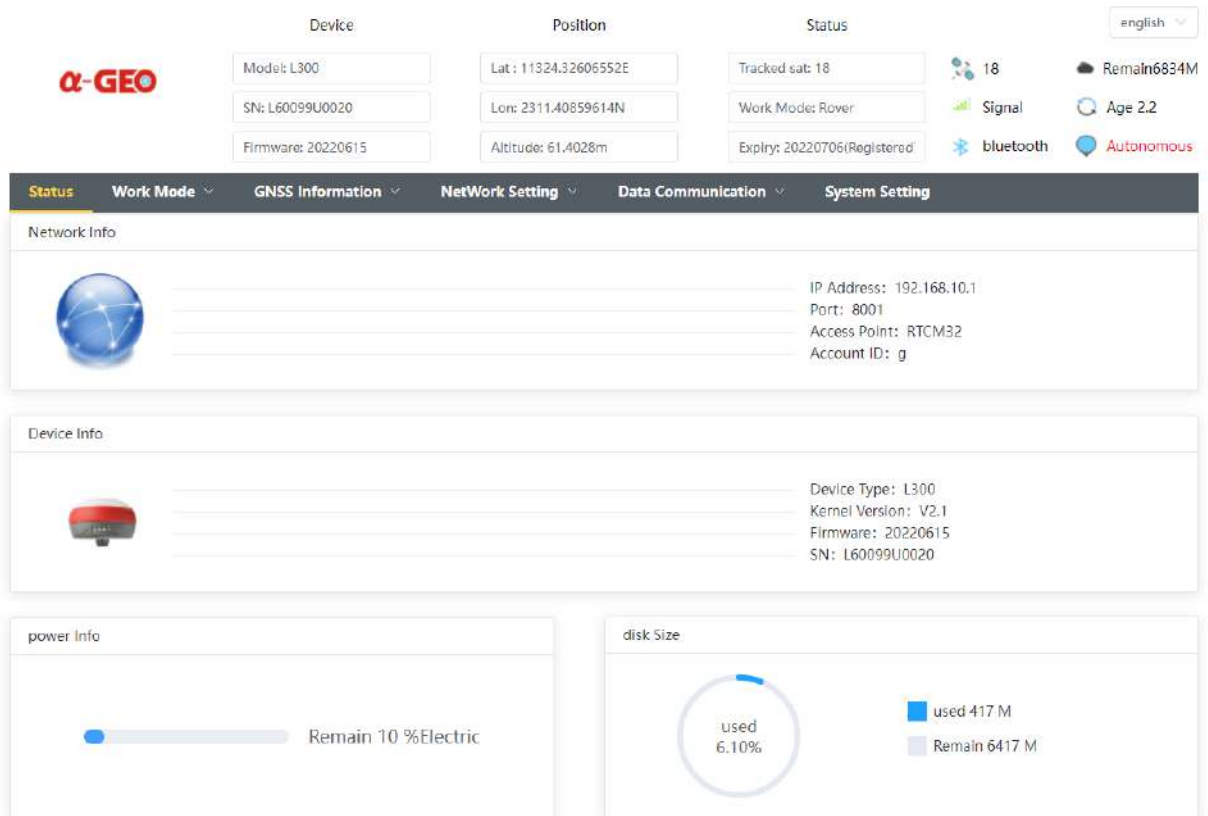 Device
Position
Status
english
α-GEO
Model: L300
Lat : 11324.32606552E
Tracked sat: 18
18
Remain6834M
SN: L60099U0020
Lon: 2311.40859614N
Work Mode: Rover
Signal
Age 2.2
Firmware: 20220615
Altitude: 61.4028m
Expiry: 20220706(Registered
bluetooth
Autonomous
Status
Work Mode
GNSS Information
NetWork Setting
Data Communication
System Setting
Network Info
IP Address: 192.168.10.1
Port: 8001
Access Point: RTCM32
Account ID: g
Device Info
Device Type: L300
Kernel Version: V2.1
Firmware: 20220615
SN: L60099U0020
power Info
Remain 10 %Electric
disk Size
used
6.10%
used 417 M
Remain 6417 M